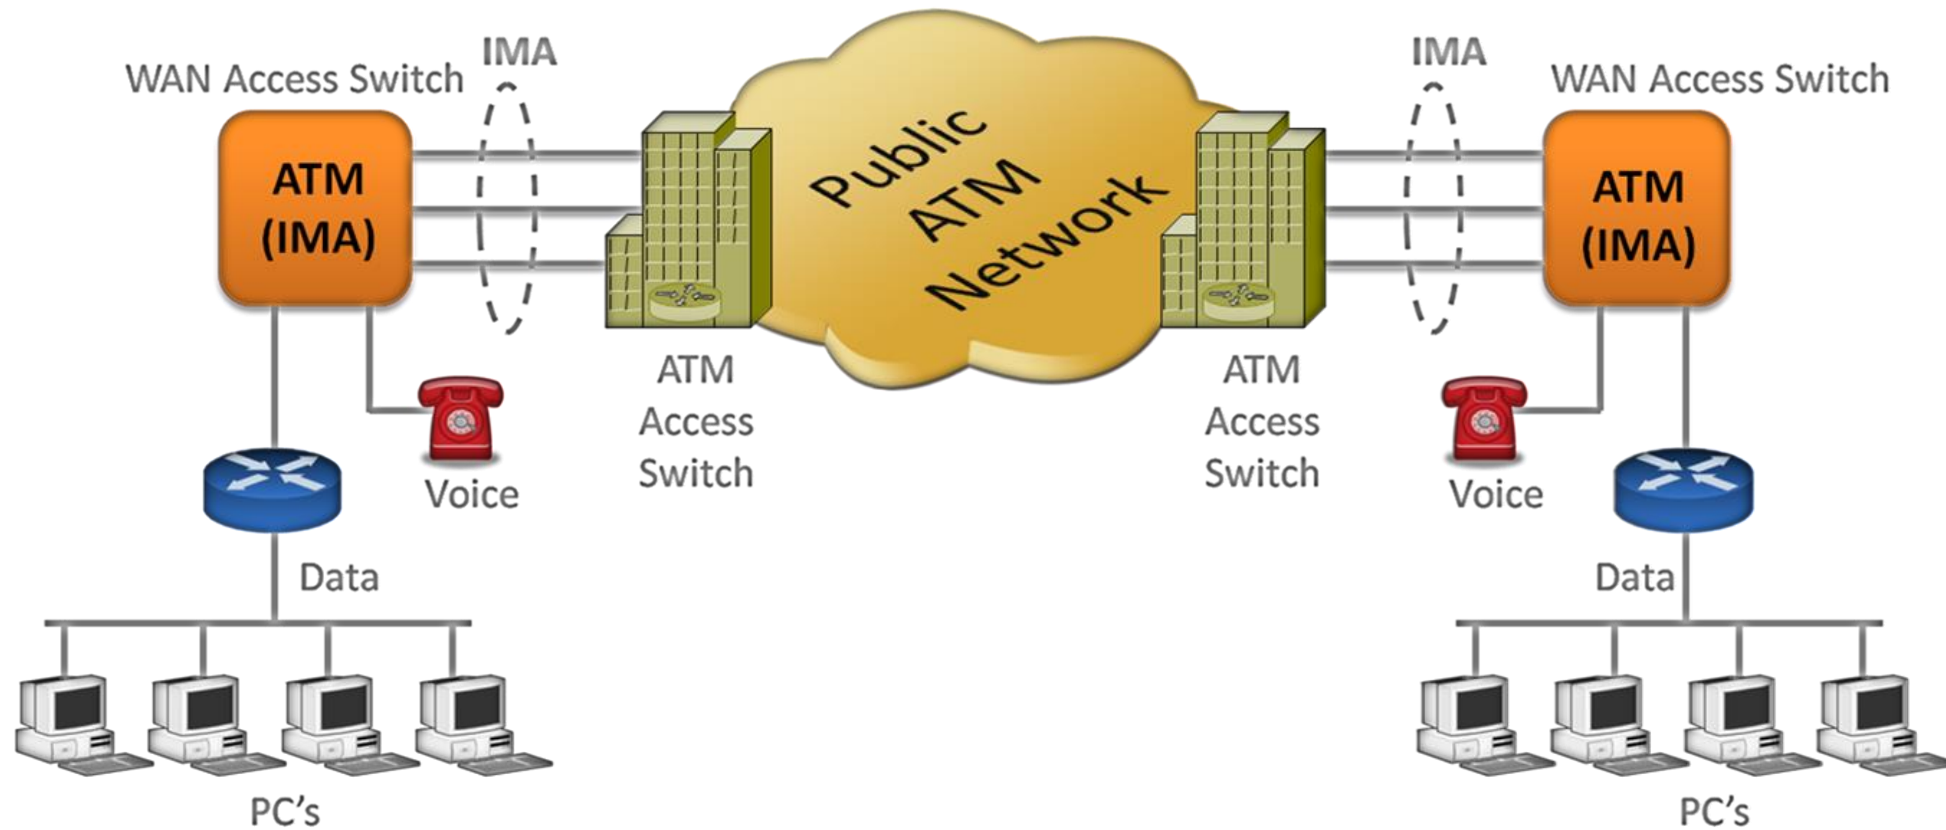 IMA
WAN Access Switch
ATM
(IMA)
Public
ATM
Network
IMA
WAN Access Switch
ATM
(IMA)
ATM
Access
Switch
Voice
Data
PC's
ATM
Access
Switch
Voice
Data
PC's